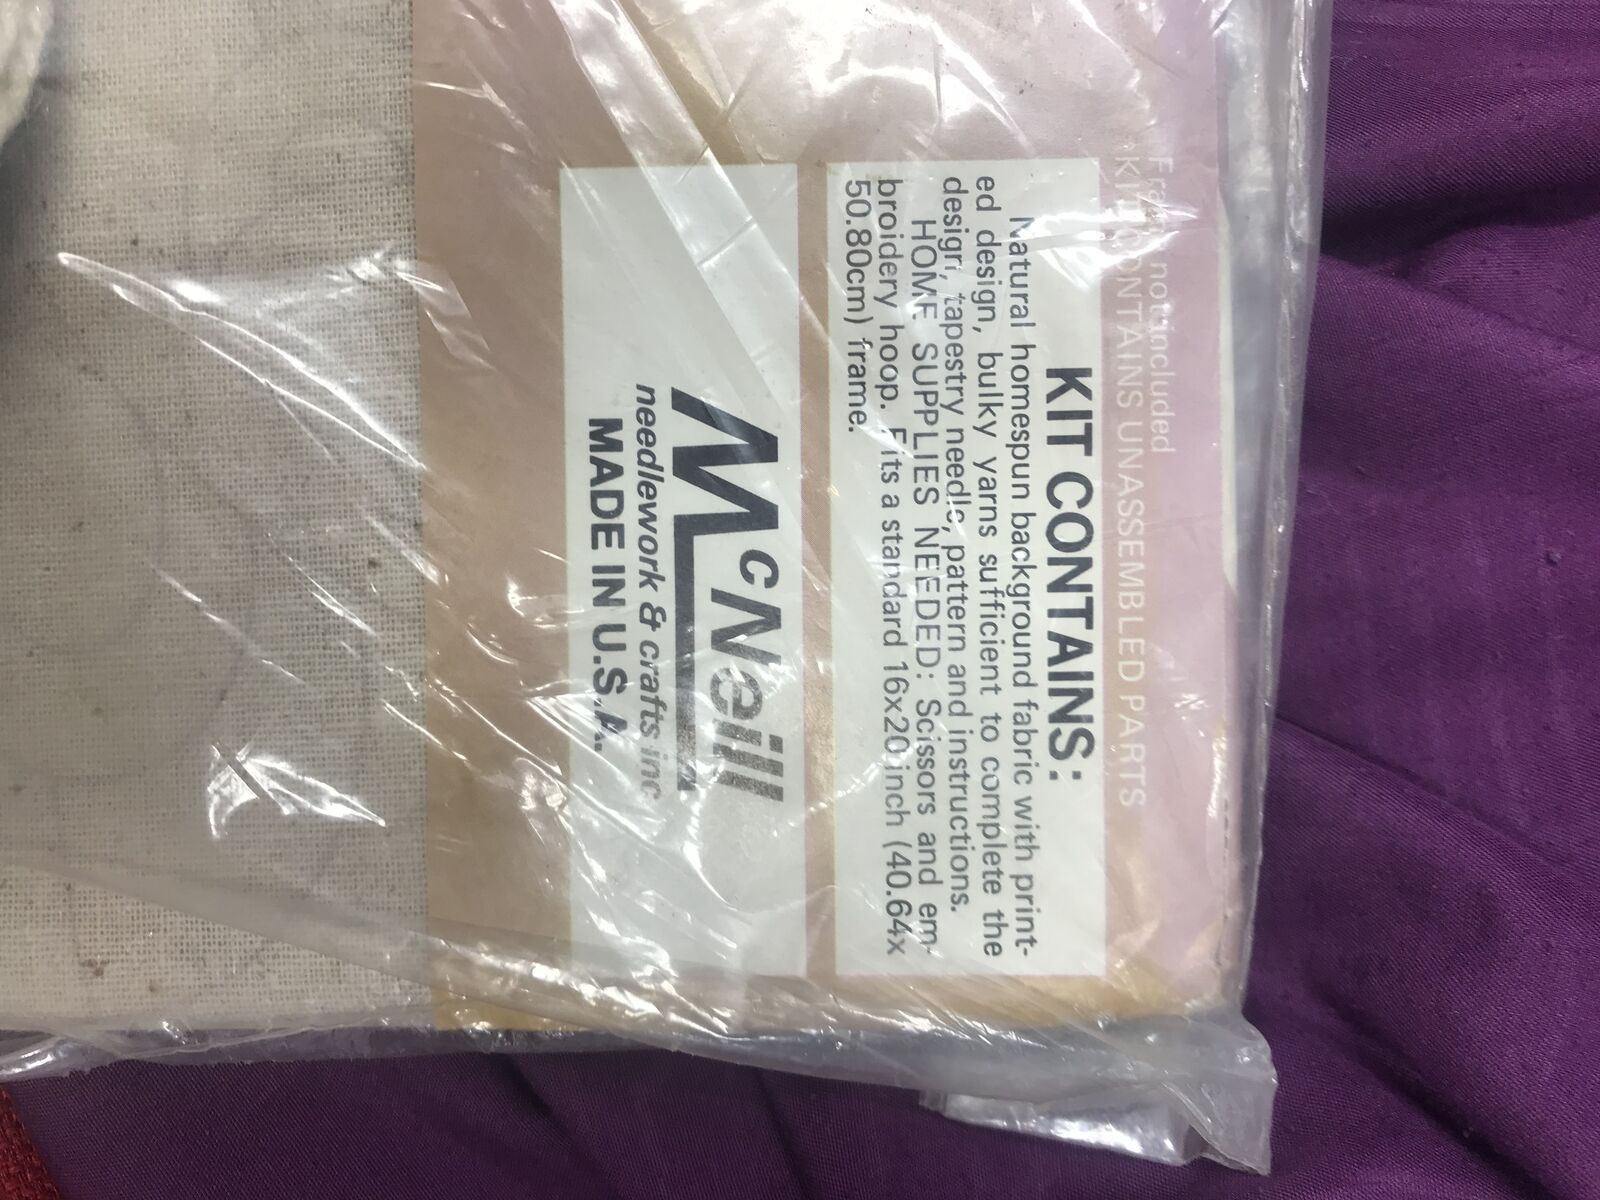 Frame not included
KIT CONTAINS UNASSEMBLED PARTS
KIT CONTAINS:
Natural homespun background fabric with print-
ed design, bulky yarns sufficient to complete the
design, tapestry needle, pattern and instructions.
HOME SUPPLIES NEEDED: Scissors and em-
broidery hoop. Fits a standard 16x20 inch (40.64x
50.80cm) frame.
McNeill
needlework & crafts inc
MADE IN U.S.A.